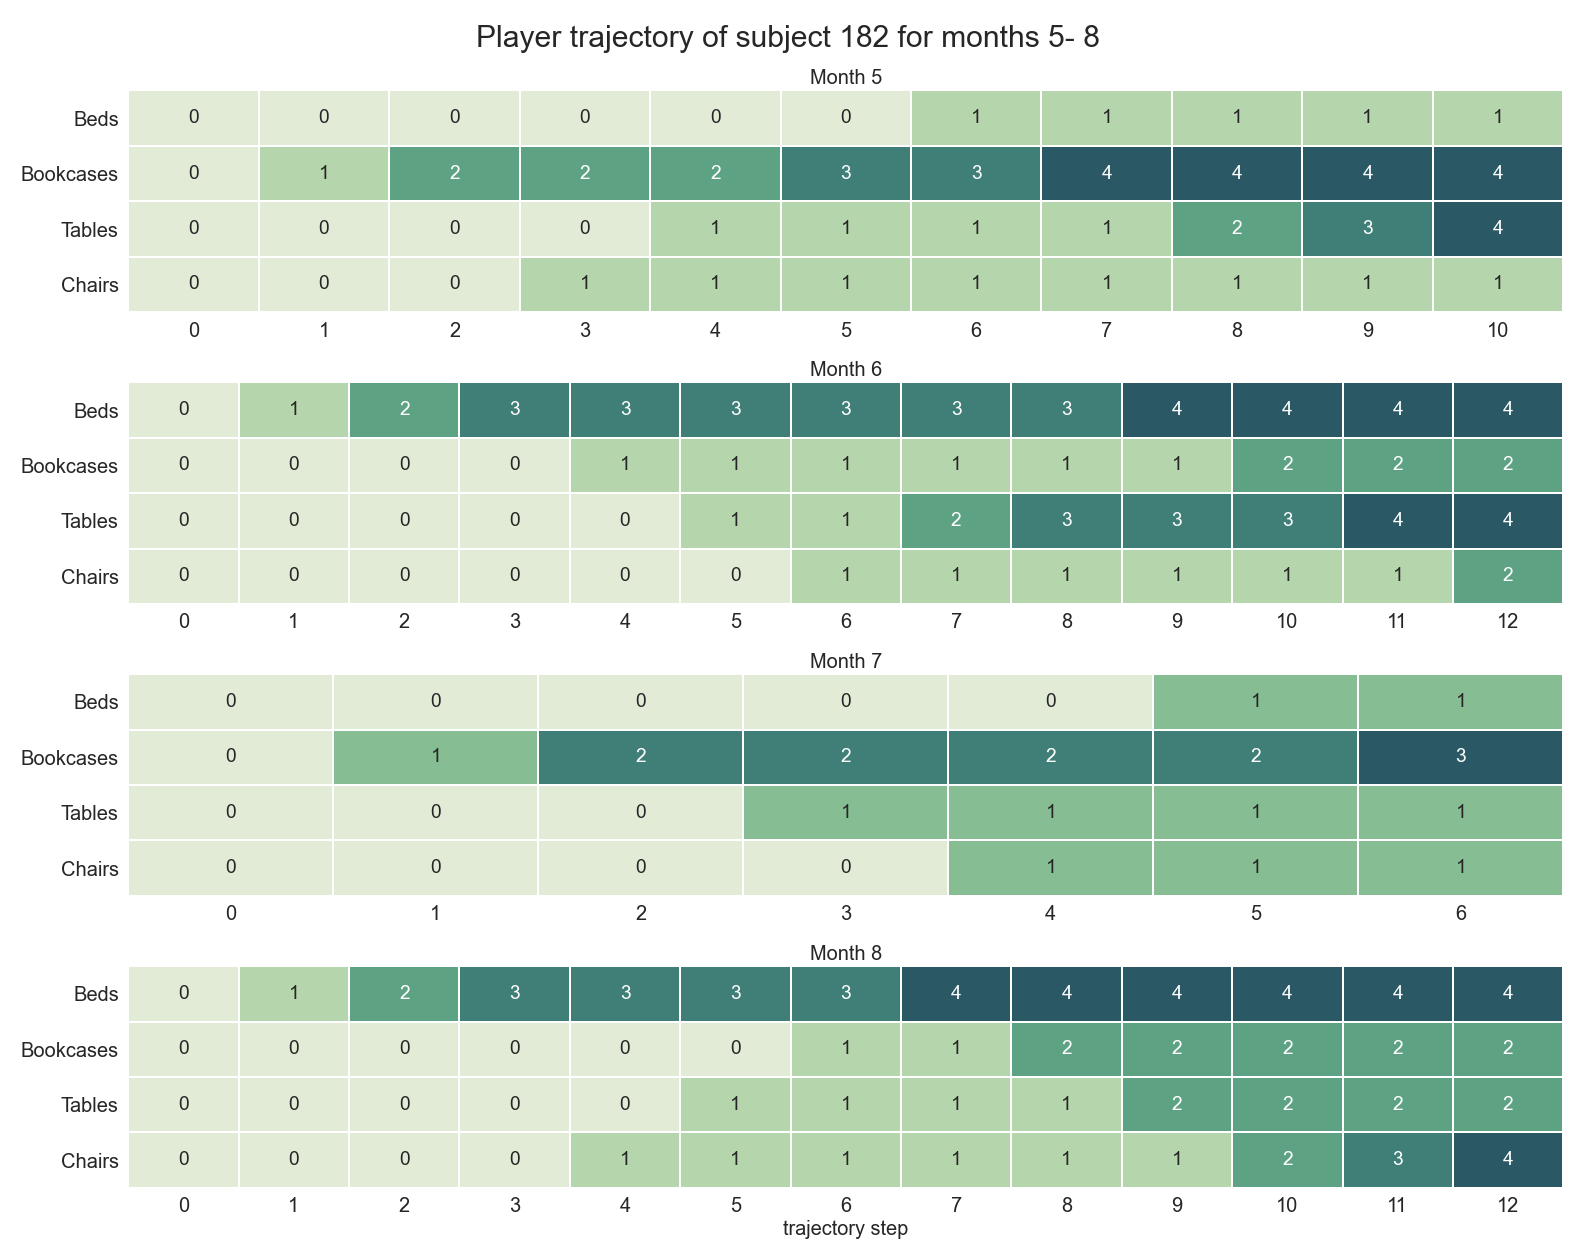 Player trajectory of subject 182 for months 5- 8
Month 5
Beds 0 0 0 0 0 0 1 1 1 1 1
Bookcases 0 1 2 2 2 3 3 4 4 4 4
Tables 0 0 0 0 1 1 1 1 2 3 4
Chairs 0 0 0 1 1 1 1 1 1 1 1
0 1 2 3 4 5 6 7 8 9 10
Month 6
Beds 0 1 2 3 3 3 3 3 3 4 4 4 4
Bookcases 0 0 0 0 1 1 1 1 1 1 2 2 2
Tables 0 0 0 0 0 1 1 2 3 3 3 4 4
Chairs 0 0 0 0 0 0 1 1 1 1 1 1 2
0 1 2 3 4 5 6 7 8 9 10 11 12
Month 7
Beds 0 0 0 0 0 1 1
Bookcases 0 1 2 2 2 2 3
Tables 0 0 0 1 1 1 1
Chairs 0 0 0 0 1 1 1
0 1 2 3 4 5 6
Month 8
Beds 0 1 2 3 3 3 3 4 4 4 4 4 4
Bookcases 0 0 0 0 0 0 1 1 2 2 2 2 2
Tables 0 0 0 0 0 1 1 1 1 2 2 2 2
Chairs 0 0 0 0 1 1 1 1 1 1 2 3 4
0 1 2 3 4 5 6 7 8 9 10 11 12
trajectory step